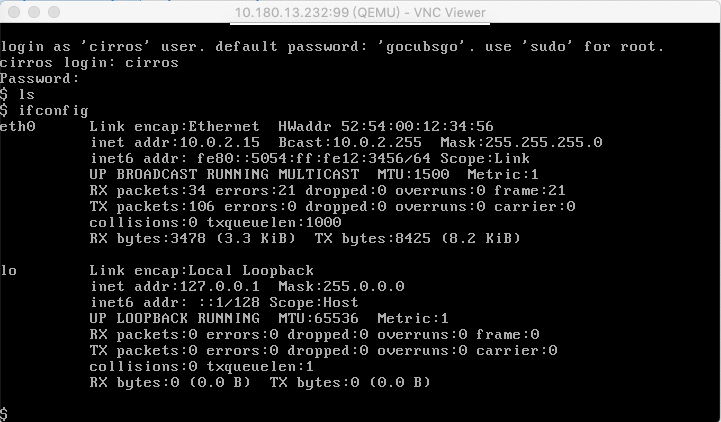 10.180.13.232:99 (QEMU) - VNC Viewer
login as 'cirros' user. default password: 'gocubsgo'. use 'sudo' for root.
cirros login: cirros
Password:
$ ls
$ ifconfig
eth0      Link encap:Ethernet  HWaddr 52:54:00:12:34:56
          inet addr:10.0.2.15  Bcast:10.0.2.255  Mask:255.255.255.0
          inet6 addr: fe80::5054:ff:fe12:3456/64 Scope:Link
          UP BROADCAST RUNNING MULTICAST  MTU:1500  Metric:1
          RX packets:34 errors:21 dropped:0 overruns:0 frame:21
          TX packets:106 errors:0 dropped:0 overruns:0 carrier:0
          collisions:0 txqueuelen:1000
          RX bytes:3478 (3.3 KiB)  TX bytes:8425 (8.2 KiB)
lo        Link encap:Local Loopback
          inet addr:127.0.0.1  Mask:255.0.0.0
          inet6 addr: ::1/128 Scope:Host
          UP LOOPBACK RUNNING  MTU:65536  Metric:1
          RX packets:0 errors:0 dropped:0 overruns:0 frame:0
          TX packets:0 errors:0 dropped:0 overruns:0 carrier:0
          collisions:0 txqueuelen:1
          RX bytes:0 (0.0 B)  TX bytes:0 (0.0 B)
$